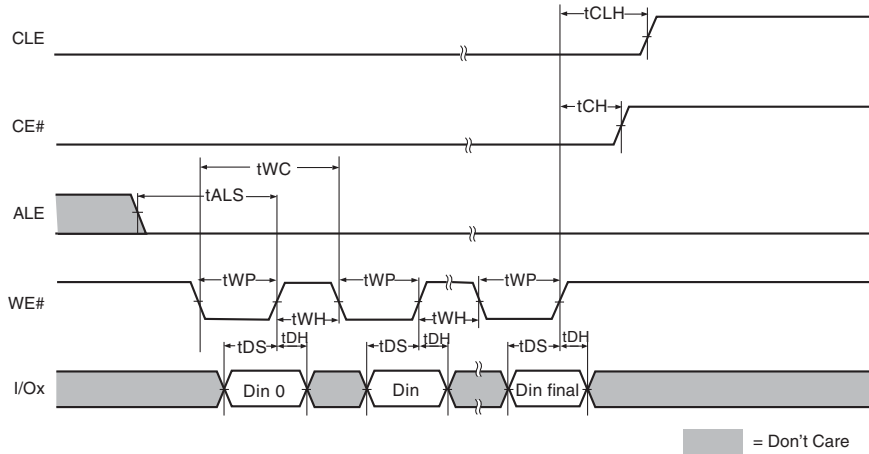 tCLH
CLE
tCH
CE#
tWC
tALS
ALE
tWP tWP tWP
WE#
tWH tWH
tDS tDH tDS tDH tDS tDH
I/Ox Din 0 Din Din final
= Don't Care